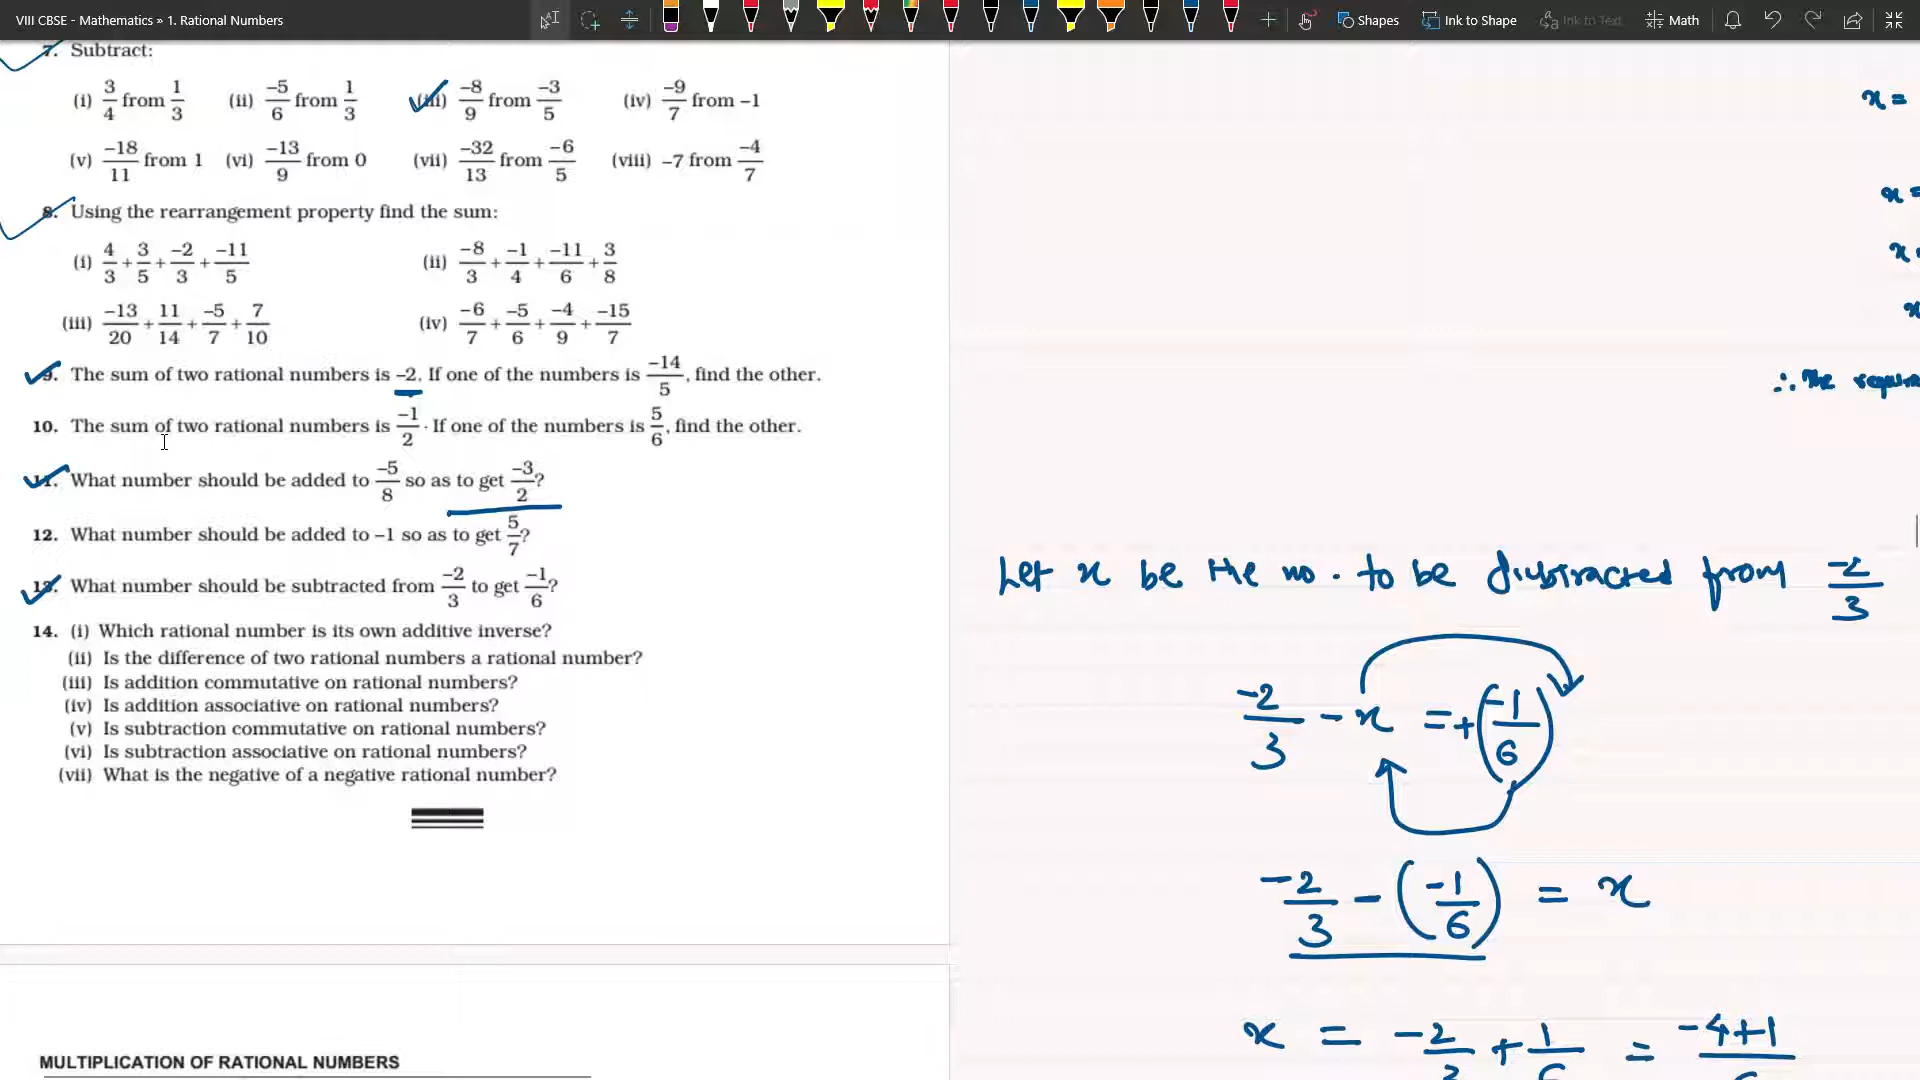 VIII CBSE - Mathematics » 1. Rational Numbers
Shapes Ink to Shape Ink to Text Math
7. Subtract:
(i) 3/4 from 1/3 (ii) -5/6 from 1/3 (iii) -8/9 from -3/5 (iv) -9/7 from -1
(v) -18/11 from 1 (vi) -13/9 from 0 (vii) -32/13 from -6/5 (viii) -7 from -4/7
8. Using the rearrangement property find the sum:
(i) 4/3 + 3/5 + -2/3 + -11/5 (ii) -8/3 + -1/4 + -11/6 + 3/8
(iii) -13/20 + 11/14 + -5/7 + 7/10 (iv) -6/7 + -5/6 + -4/9 + -15/7
9. The sum of two rational numbers is -2. If one of the numbers is -14/5, find the other.
10. The sum of two rational numbers is -1/2. If one of the numbers is 5/6, find the other.
11. What number should be added to -5/8 so as to get -3/2?
12. What number should be added to -1 so as to get 5/7?
13. What number should be subtracted from -2/3 to get -1/6?
14. (i) Which rational number is its own additive inverse?
(ii) Is the difference of two rational numbers a rational number?
(iii) Is addition commutative on rational numbers?
(iv) Is addition associative on rational numbers?
(v) Is subtraction commutative on rational numbers?
(vi) Is subtraction associative on rational numbers?
(vii) What is the negative of a negative rational number?
MULTIPLICATION OF RATIONAL NUMBERS
x =
x =
x
x
∴ The
Let x be the no. to be subtracted from -2/3
-2/3 - x = +(-1/6)
-2/3 - (-1/6) = x
x = -2/3 + 1/6 = -4+1/6